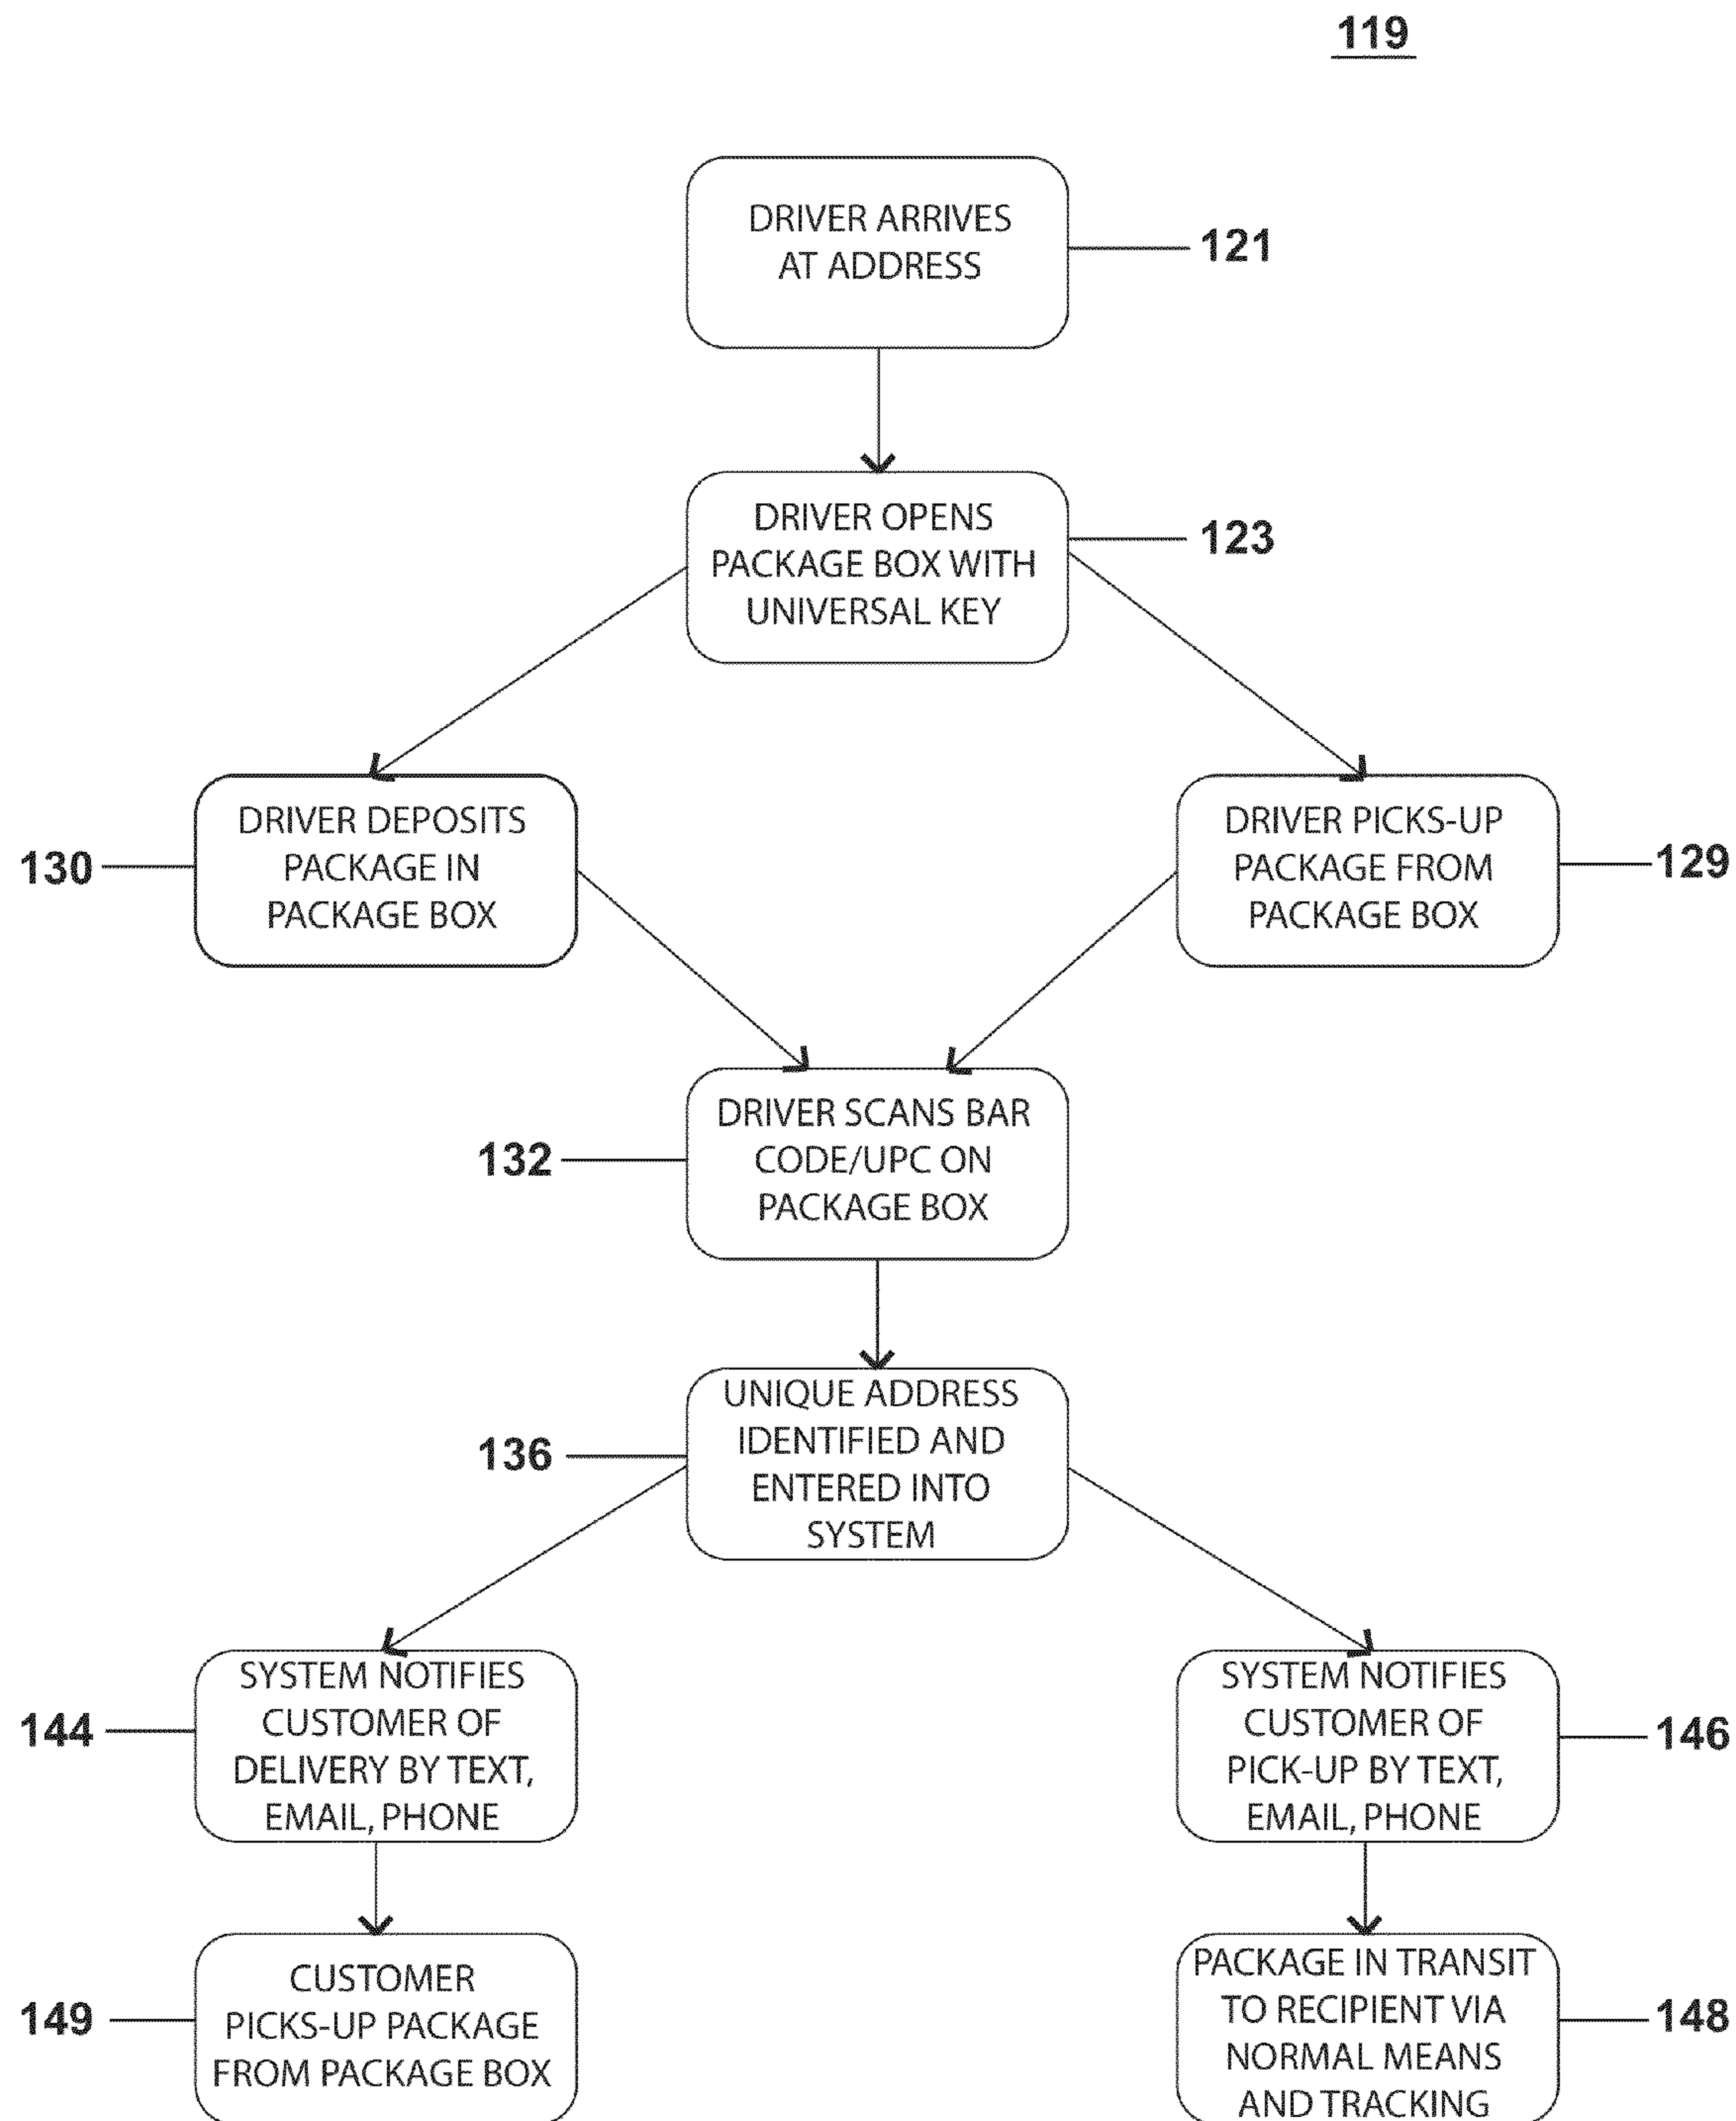 119
DRIVER ARRIVES
AT ADDRESS
121
DRIVER OPENS
PACKAGE BOX WITH
UNIVERSAL KEY
123
130
DRIVER DEPOSITS
PACKAGE IN
PACKAGE BOX
DRIVER PICKS-UP
PACKAGE FROM
PACKAGE BOX
129
132
DRIVER SCANS BAR
CODE/UPC ON
PACKAGE BOX
136
UNIQUE ADDRESS
IDENTIFIED AND
ENTERED INTO
SYSTEM
144
SYSTEM NOTIFIES
CUSTOMER OF
DELIVERY BY TEXT,
EMAIL, PHONE
SYSTEM NOTIFIES
CUSTOMER OF
PICK-UP BY TEXT,
EMAIL, PHONE
146
149
CUSTOMER
PICKS-UP PACKAGE
FROM PACKAGE BOX
PACKAGE IN TRANSIT
TO RECIPIENT VIA
NORMAL MEANS
AND TRACKING
148